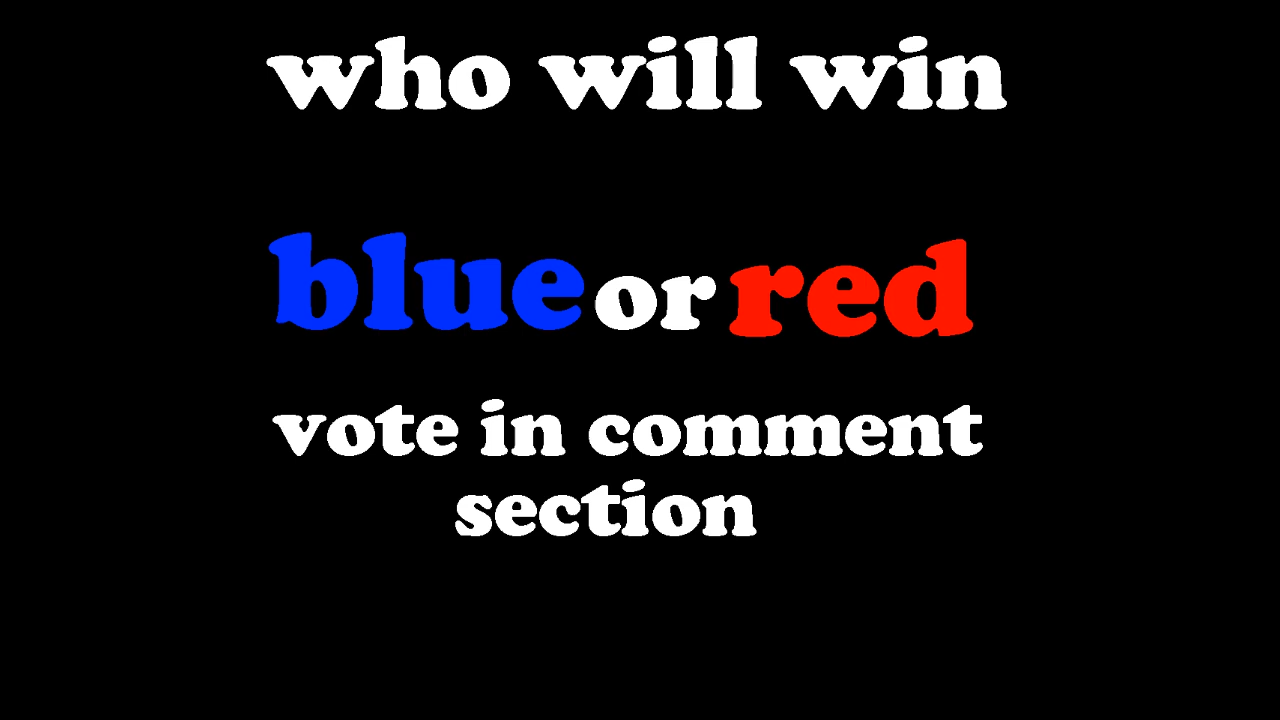 who will win
blue or red
vote in comment
section